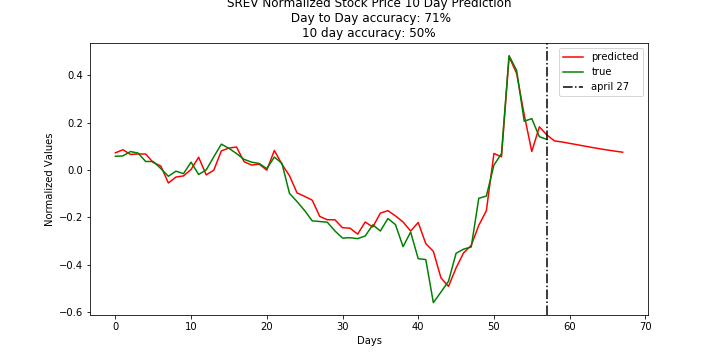 SREV Normalized Stock Price 10 Day Prediction
Day to Day accuracy: 71%
10 day accuracy: 50%
predicted
true
april 27
Normalized Values
0.4
0.2
0.0
−0.2
−0.4
−0.6
0 10 20 30 40 50 60 70
Days